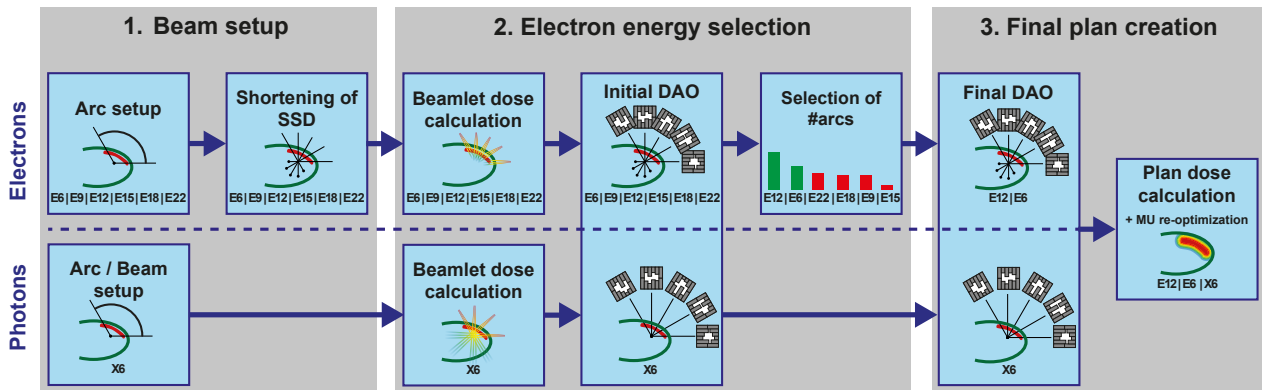 1. Beam setup
2. Electron energy selection
3. Final plan creation
Electrons
Arc setup
E6|E9|E12|E15|E18|E22
Shortening of
SSD
E6|E9|E12|E15|E18|E22
Beamlet dose
calculation
E6|E9|E12|E15|E18|E22
Initial DAO
E6|E9|E12|E15|E18|E22
Selection of
#arcs
E12|E6|E22|E18|E9|E15
Final DAO
E12|E6
Plan dose
calculation
+ MU re-optimization
E12|E6|X6
Photons
Arc / Beam
setup
X6
Beamlet dose
calculation
X6
X6
X6